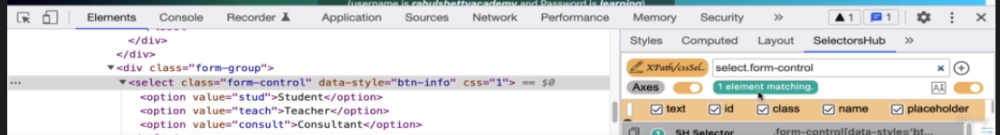 (username is rahulshettyacademy and Password is learning)
Elements Console Recorder Application Sources Network Performance Memory Security » 1 1
</div>
</div>
<div class="form-group">
... <select class="form-control" data-style="btn-info" css="1"> == $0
<option value="stud">Student</option>
<option value="teach">Teacher</option>
<option value="consult">Consultant</option>
Styles Computed Layout SelectorsHub »
XPath/cssSel.. select.form-control
Axes 1 element matching.
text id class name placeholder
1 SH Selector .form-control[data-style='bt...